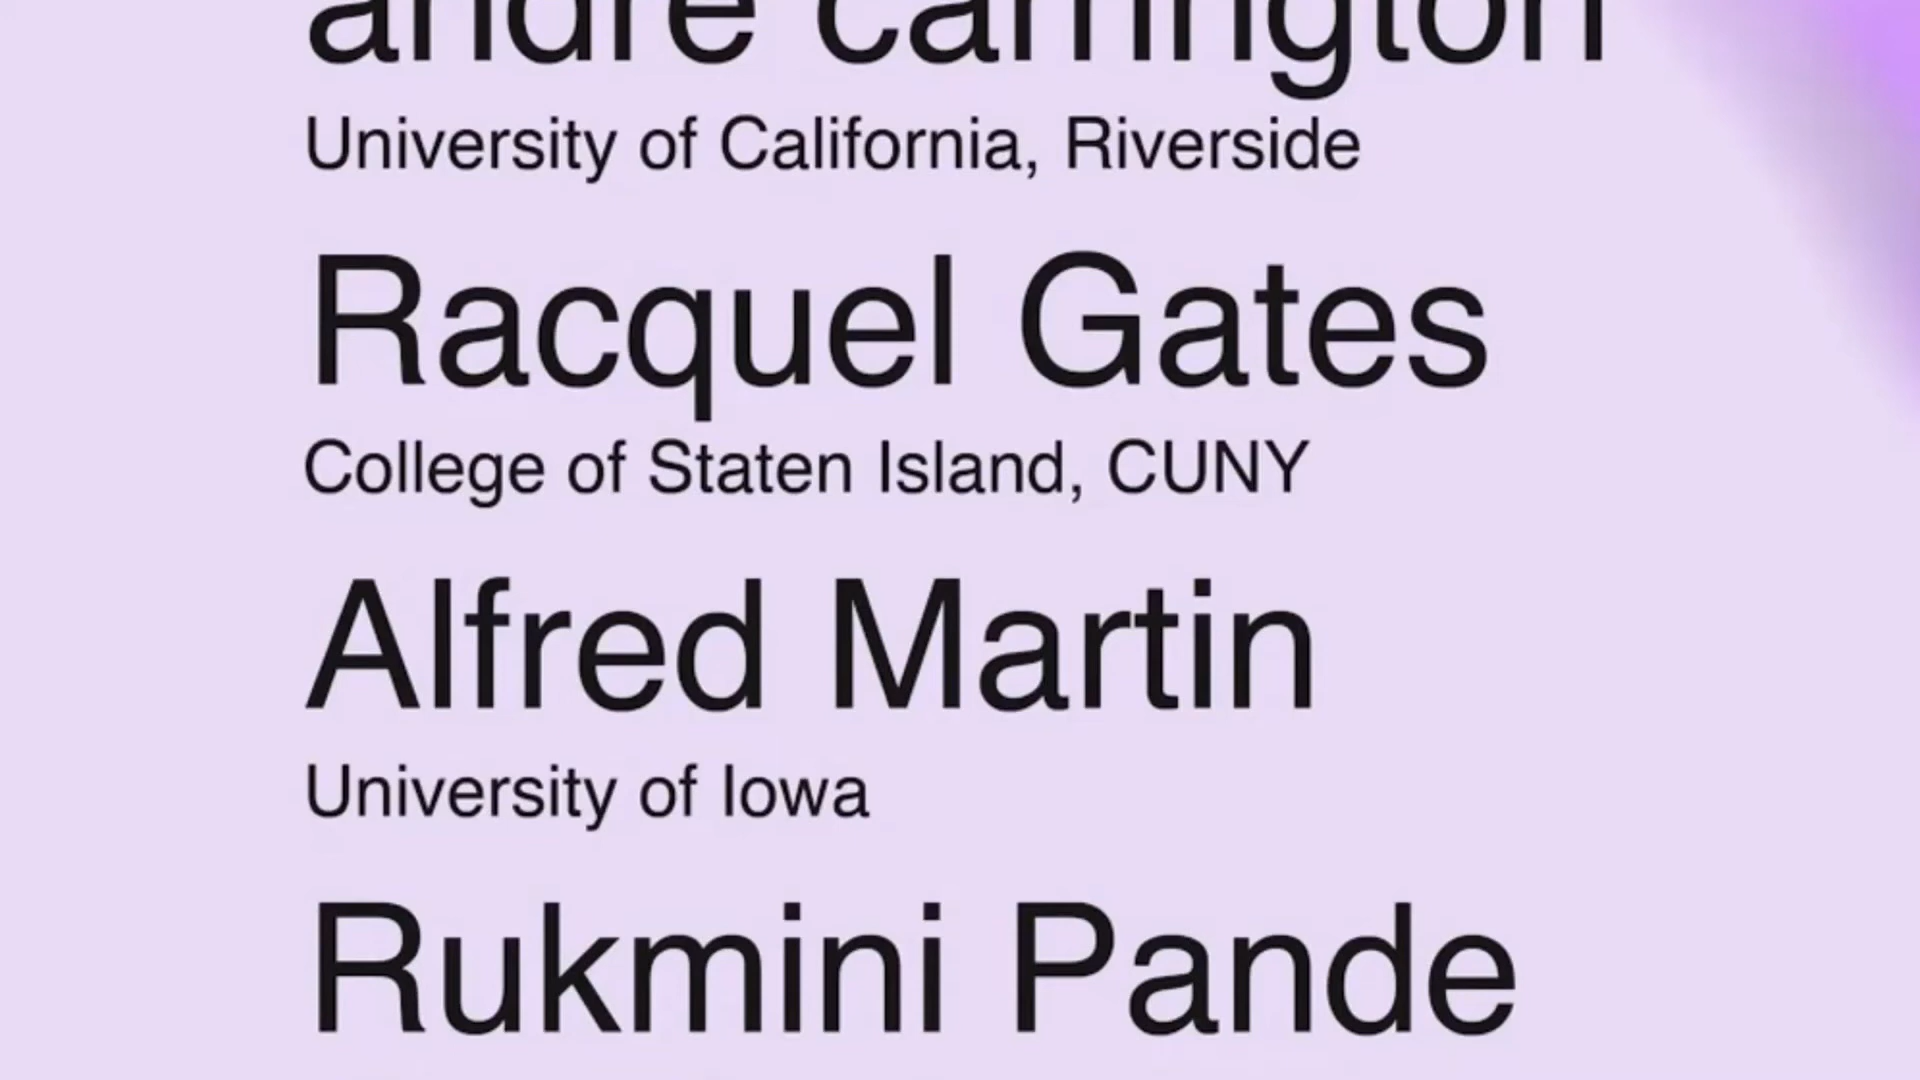 andré carrington
University of California, Riverside
Racquel Gates
College of Staten Island, CUNY
Alfred Martin
University of Iowa
Rukmini Pande